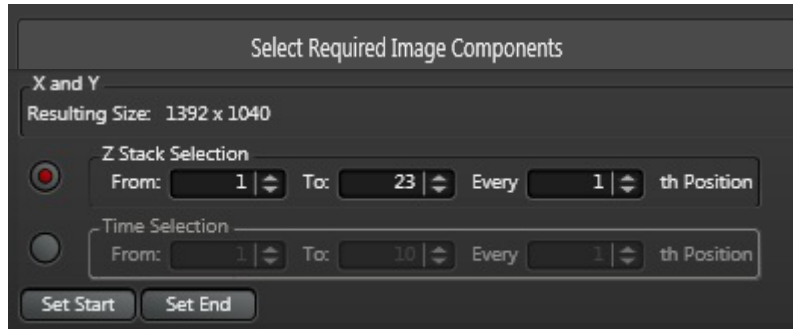 Select Required Image Components
X and Y
Resulting Size: 1392 x 1040
Z Stack Selection
From: 1 To: 23 Every 1 th Position
Time Selection
From: 1 To: 10 Every 1 th Position
Set Start Set End